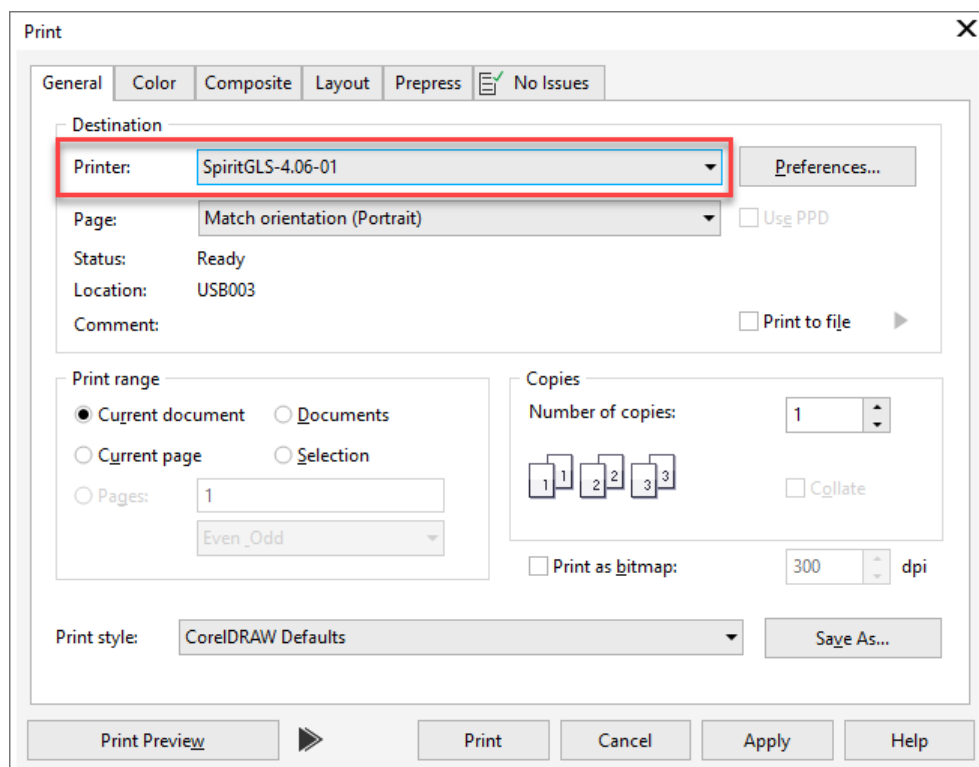 Print
General Color Composite Layout Prepress No Issues
Destination
Printer: SpiritGLS-4.06-01 Preferences...
Page: Match orientation (Portrait) Use PPD
Status: Ready
Location: USB003
Comment: Print to file
Print range
Current document Documents
Current page Selection
Pages: 1
Even_Odd
Copies
Number of copies: 1
1 1 2 2 3 3
Collate
Print as bitmap: 300 dpi
Print style: CorelDRAW Defaults Save As...
Print Preview Print Cancel Apply Help